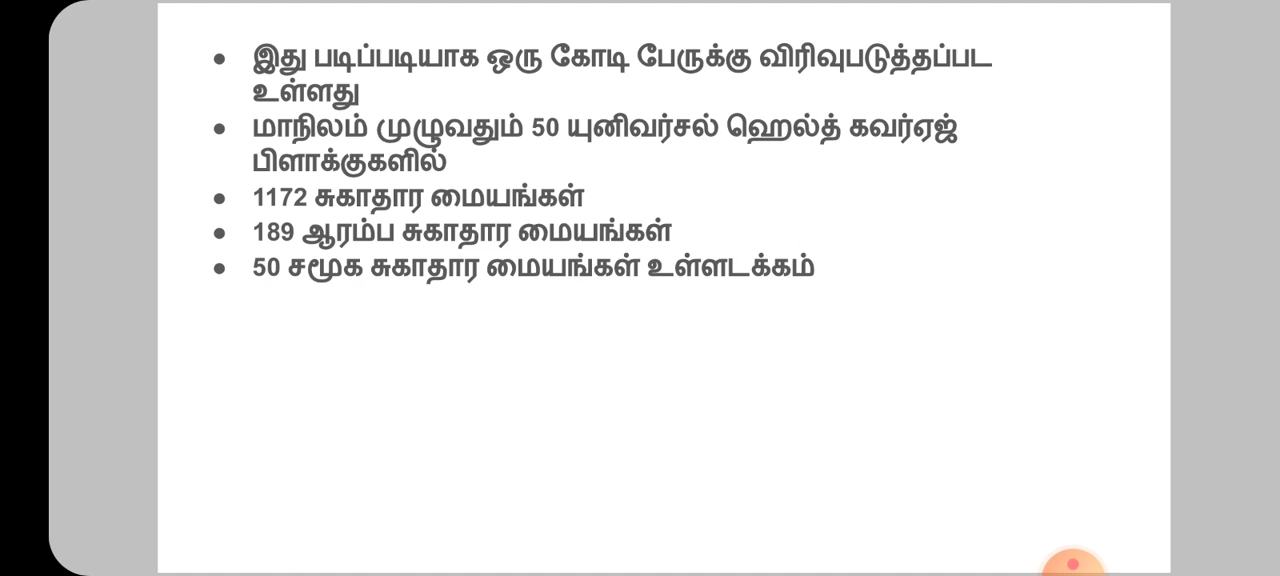 • இது படிப்படியாக ஒரு கோடி பேருக்கு விரிவுபடுத்தப்பட
உள்ளது
• மாநிலம் முழுவதும் 50 யுனிவர்சல் ஹெல்த் கவர்ஏஜ்
பிளாக்குகளில்
• 1172 சுகாதார மையங்கள்
• 189 ஆரம்ப சுகாதார மையங்கள்
• 50 சமூக சுகாதார மையங்கள் உள்ளடக்கம்